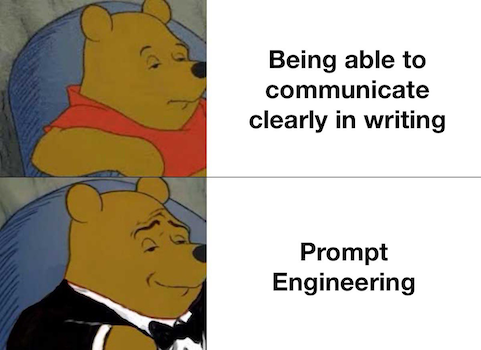 Being able to
communicate
clearly in writing
Prompt
Engineering